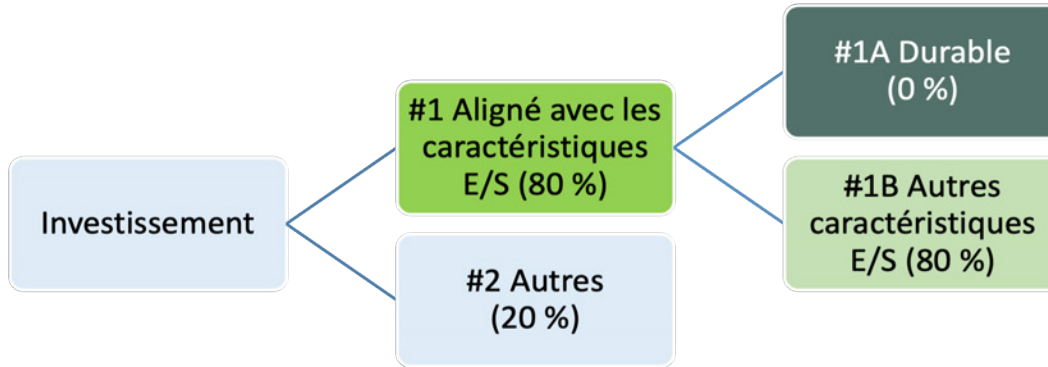 Investissement
#1 Aligné avec les
caractéristiques
E/S (80 %)
#2 Autres
(20 %)
#1A Durable
(0 %)
#1B Autres
caractéristiques
E/S (80 %)